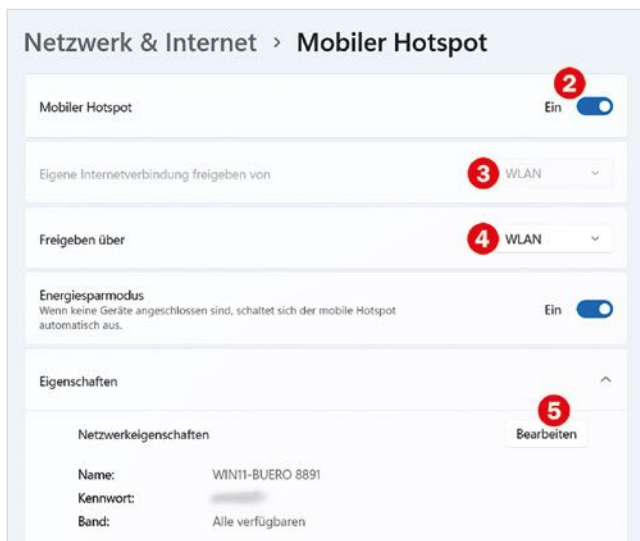 Netzwerk & Internet > Mobiler Hotspot
2
Mobiler Hotspot Ein
Eigene Internetverbindung freigeben von 3 WLAN
Freigeben über 4 WLAN
Energiesparmodus
Wenn keine Geräte angeschlossen sind, schaltet sich der mobile Hotspot Ein
automatisch aus.
Eigenschaften
5
Netzwerkeigenschaften Bearbeiten
Name: WIN11-BUERO 8891
Kennwort:
Band: Alle verfügbaren